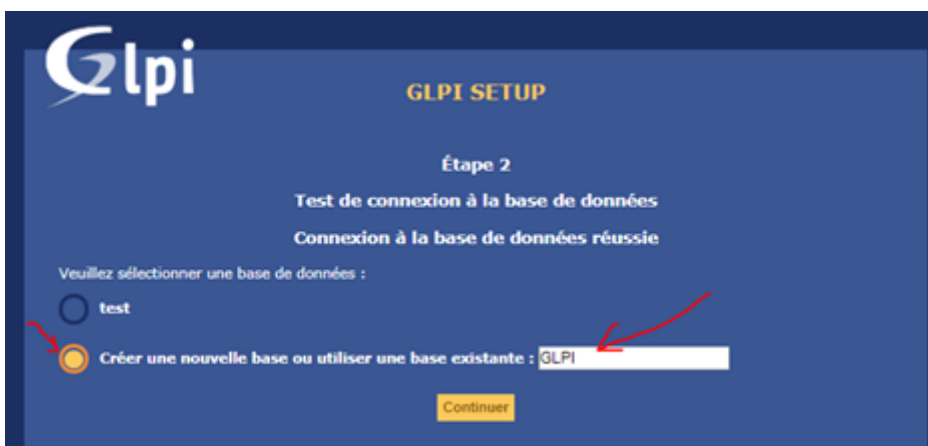 Glpi
GLPI SETUP
Étape 2
Test de connexion à la base de données
Connexion à la base de données réussie
Veuillez sélectionner une base de données :
test
Créer une nouvelle base ou utiliser une base existante : GLPI
Continuer